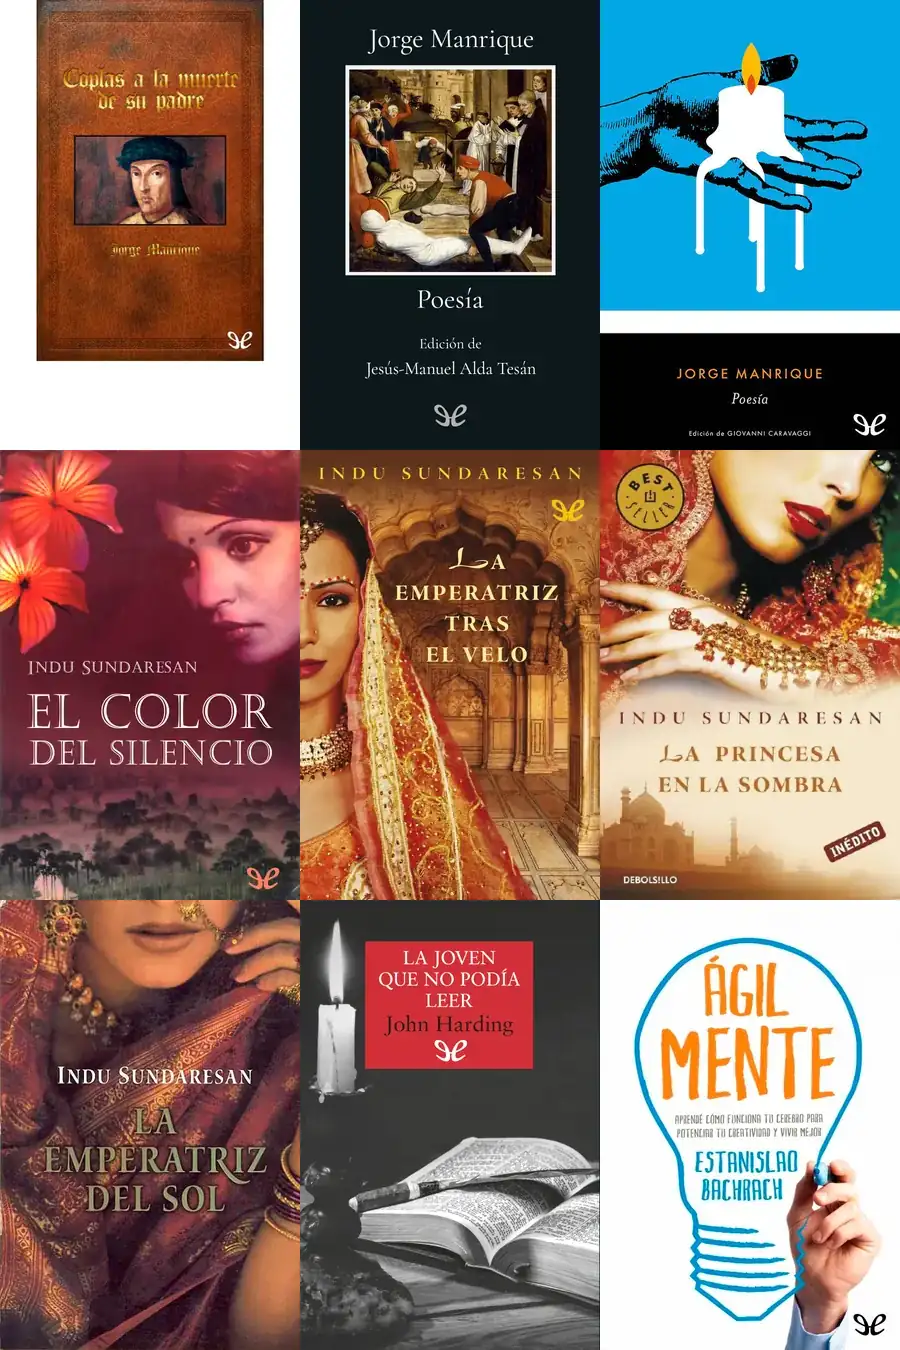 Coplas a la muerte
de su padre
Jorge Manrique
Jorge Manrique
Poesía
Edición de
Jesús-Manuel Alda Tesán
JORGE MANRIQUE
Poesía
Edición de GIOVANNI CARAVAGGI
INDU SUNDARESAN
EL COLOR
DEL SILENCIO
INDU SUNDARESAN
LA
EMPERATRIZ
TRAS
EL VELO
BEST
SELLER
INDU SUNDARESAN
LA PRINCESA
EN LA SOMBRA
INÉDITO
DEBOLS!LLO
INDU SUNDARESAN
LA
EMPERATRIZ
DEL SOL
LA JOVEN
QUE NO PODÍA
LEER
John Harding
ÁGIL
MENTE
APRENDE CÓMO FUNCIONA TU CEREBRO PARA
POTENCIAR TU CREATIVIDAD Y VIVIR MEJOR
ESTANISLAO
BACHRACH